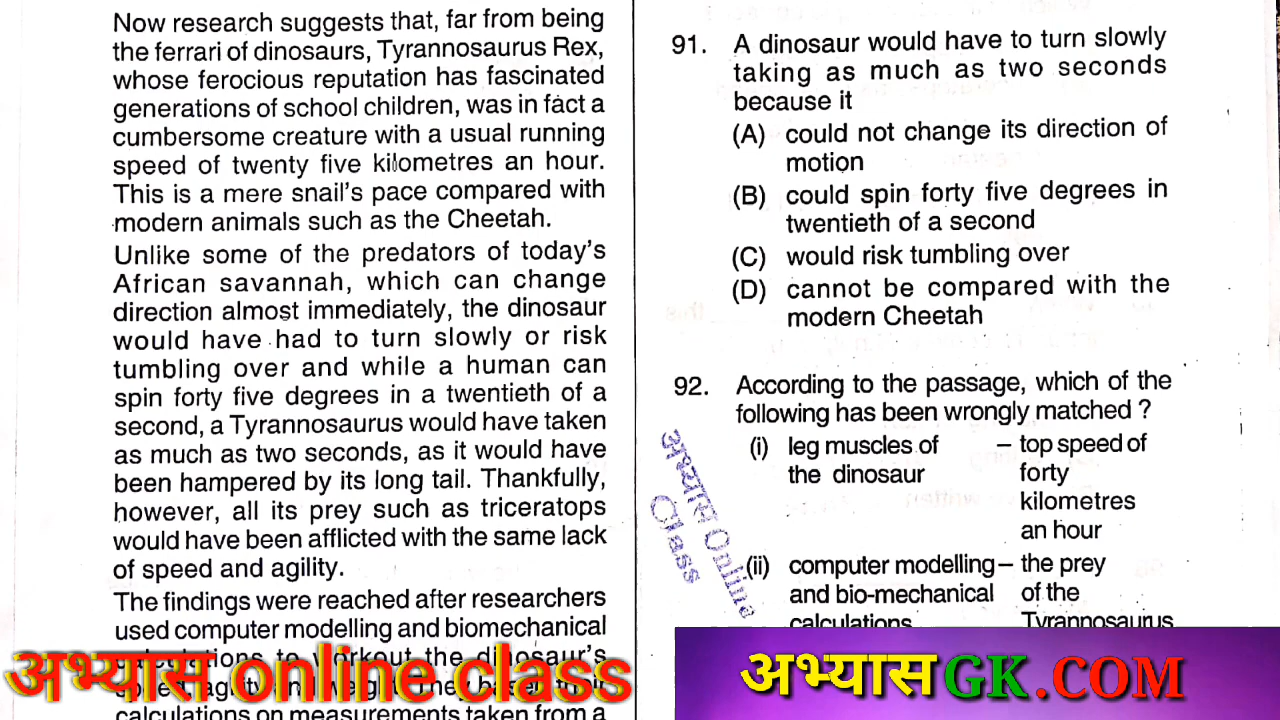 Now research suggests that, far from being
the ferrari of dinosaurs, Tyrannosaurus Rex,
whose ferocious reputation has fascinated
generations of school children, was in fact a
cumbersome creature with a usual running
speed of twenty five kilometres an hour.
This is a mere snail's pace compared with
modern animals such as the Cheetah.
Unlike some of the predators of today's
African savannah, which can change
direction almost immediately, the dinosaur
would have had to turn slowly or risk
tumbling over and while a human can
spin forty five degrees in a twentieth of a
second, a Tyrannosaurus would have taken
as much as two seconds, as it would have
been hampered by its long tail. Thankfully,
however, all its prey such as triceratops
would have been afflicted with the same lack
of speed and agility.
The findings were reached after researchers
used computer modelling and biomechanical
to workout the dinosaur's
calculations on measurements taken from a
अभ्यास online class
91. A dinosaur would have to turn slowly
taking as much as two seconds
because it
(A) could not change its direction of
motion
(B) could spin forty five degrees in
twentieth of a second
(C) would risk tumbling over
(D) cannot be compared with the
modern Cheetah
92. According to the passage, which of the
following has been wrongly matched ?
(i) leg muscles of – top speed of
the dinosaur forty
kilometres
an hour
(ii) computer modelling – the prey
and bio-mechanical of the
calculations Tyrannosaurus
अभ्यास Online
Class
अभ्यास GK.COM